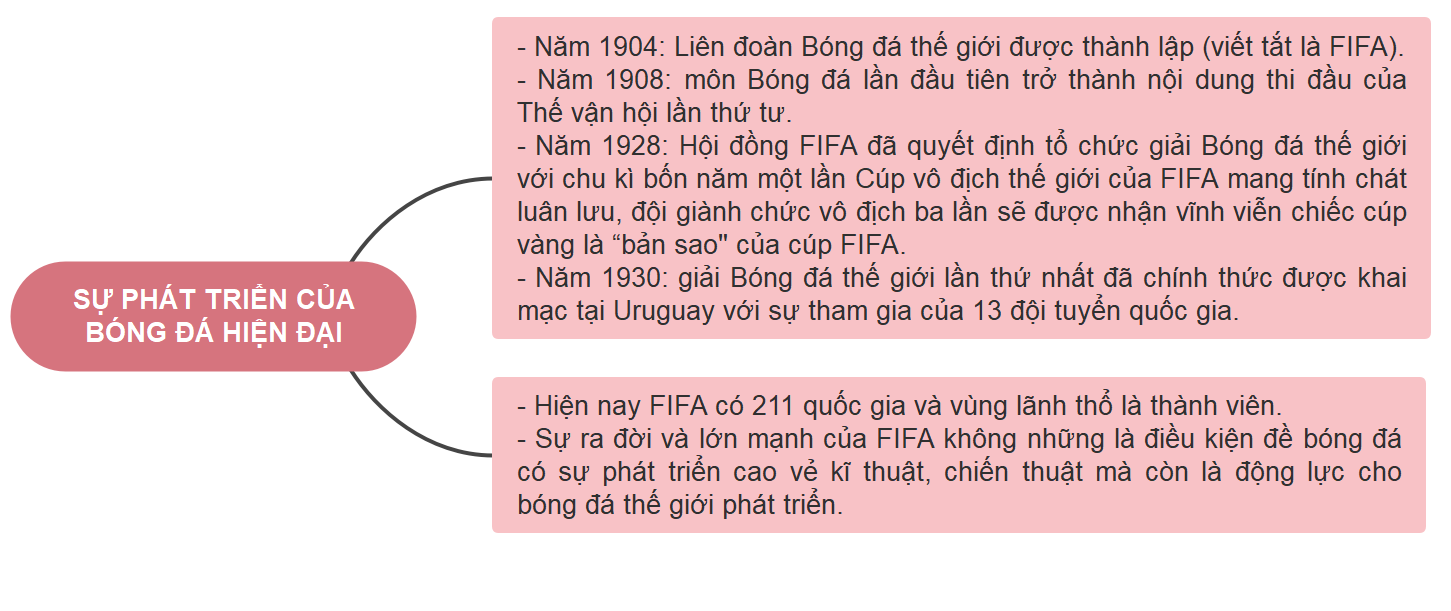 - Năm 1904: Liên đoàn Bóng đá thế giới được thành lập (viết tắt là FIFA).
- Năm 1908: môn Bóng đá lần đầu tiên trở thành nội dung thi đầu của
Thế vận hội lần thứ tư.
- Năm 1928: Hội đồng FIFA đã quyết định tổ chức giải Bóng đá thế giới
với chu kì bốn năm một lần Cúp vô địch thế giới của FIFA mang tính chát
luân lưu, đội giành chức vô địch ba lần sẽ được nhận vĩnh viễn chiếc cúp
vàng là “bản sao" của cúp FIFA.
- Năm 1930: giải Bóng đá thế giới lần thứ nhất đã chính thức được khai
mạc tại Uruguay với sự tham gia của 13 đội tuyển quốc gia.
SỰ PHÁT TRIỄN CỦA
BÓNG ĐÁ HIỆN ĐẠI
- Hiện nay FIFA có 211 quốc gia và vùng lãnh thổ là thành viên.
- Sự ra đời và lớn mạnh của FIFA không những là điều kiện đề bóng đá
có sự phát triển cao vẻ kĩ thuật, chiến thuật mà còn là động lực cho
bóng đá thế giới phát triển.